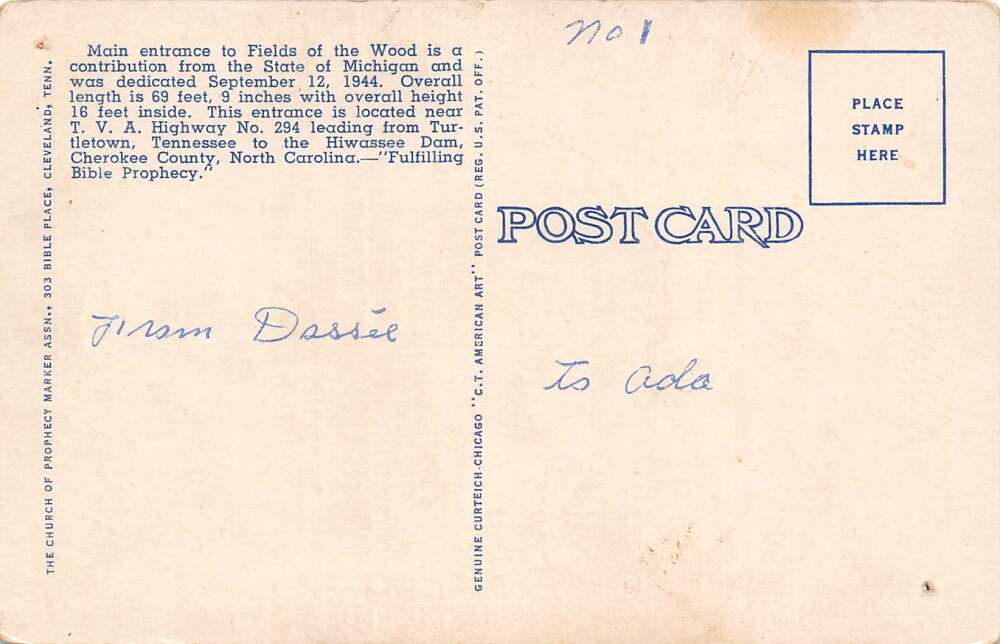 No 1
Main entrance to Fields of the Wood is a
contribution from the State of Michigan and
was dedicated September 12, 1944. Overall
length is 69 feet, 9 inches with overall height
16 feet inside. This entrance is located near
T. V. A. Highway No. 294 leading from Tur-
tletown, Tennessee to the Hiwassee Dam,
Cherokee County, North Carolina.—"Fulfilling
Bible Prophecy."
THE CHURCH OF PROPHECY MARKER ASSN., 303 BIBLE PLACE, CLEVELAND, TENN.
From Dossie
GENUINE CURTEICH-CHICAGO "C.T. AMERICAN ART" POST CARD (REG. U.S. PAT. OFF.)
PLACE
STAMP
HERE
POST CARD
To Ada